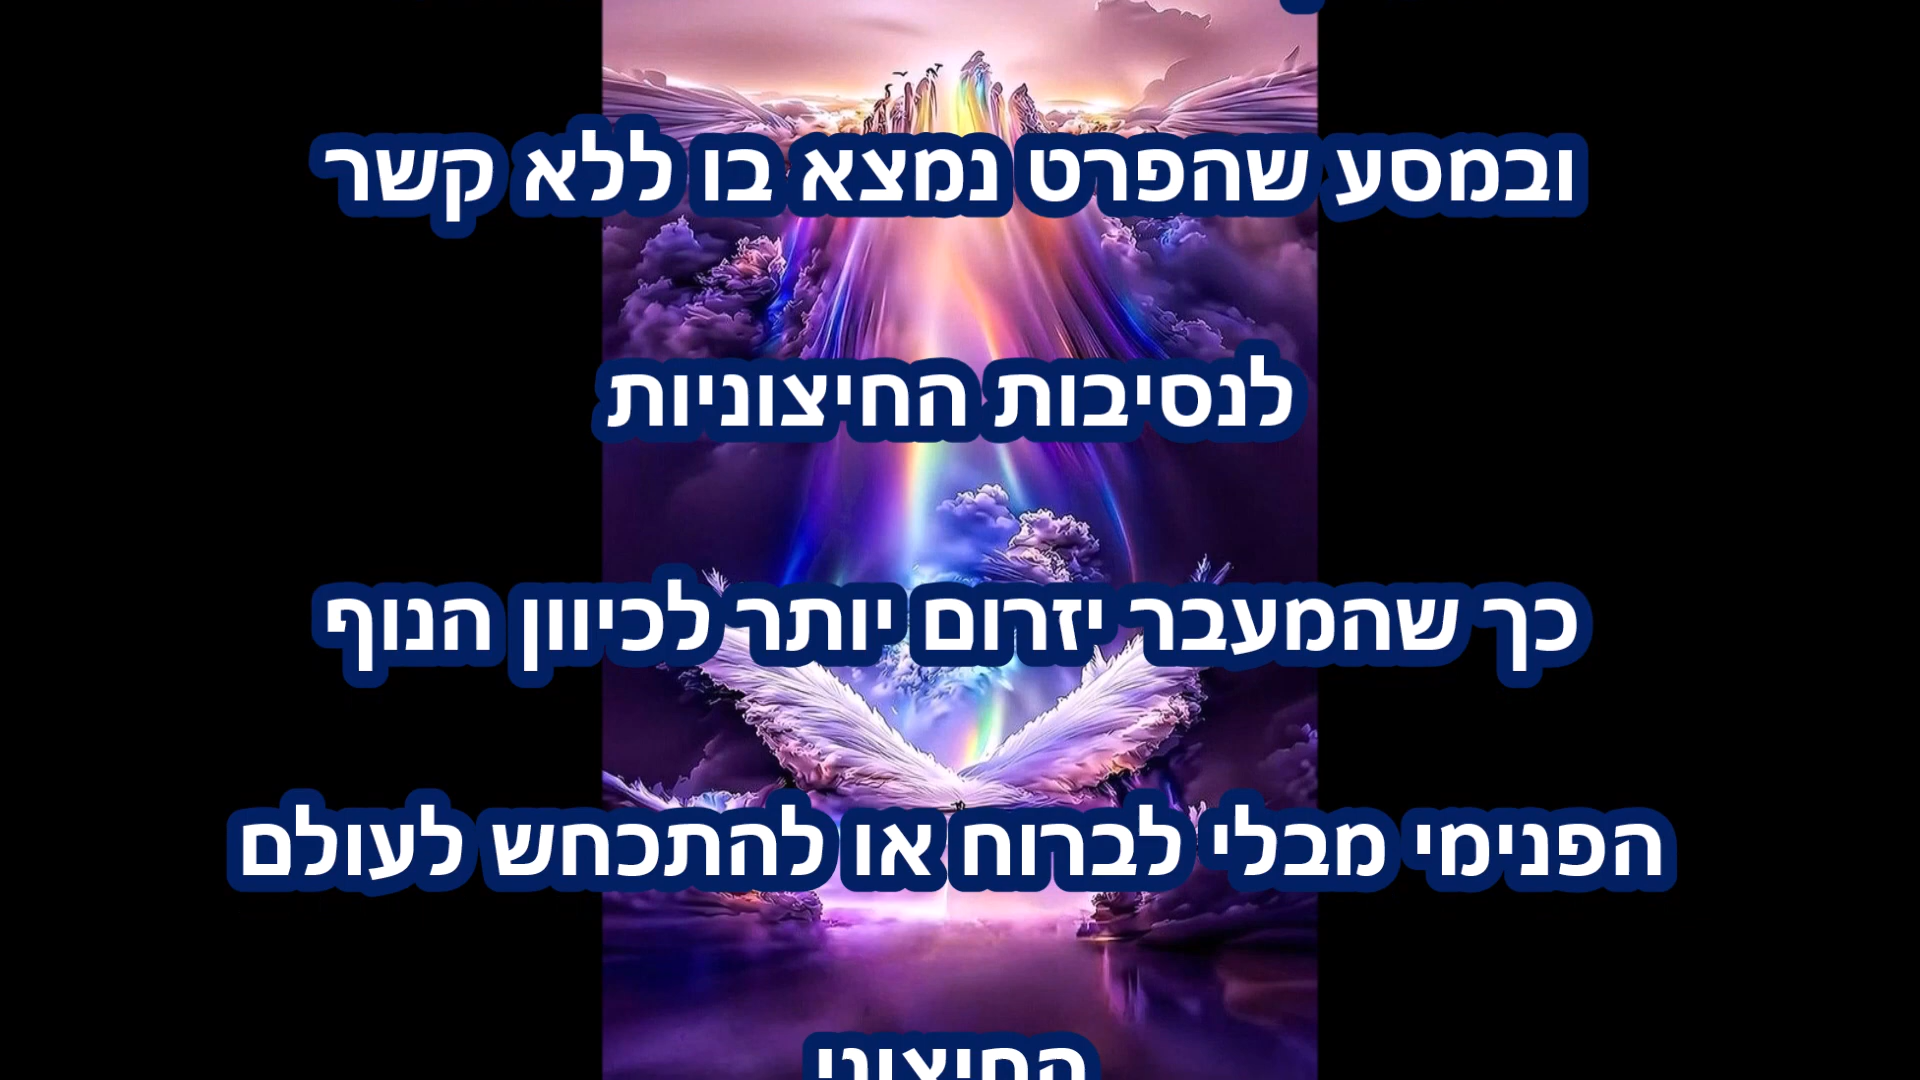 ובמסע שהפרט נמצא בו ללא קשר
לנסיבות החיצוניות
כך שהמעבר יזרום יותר לכיוון הנוף
הפנימי מבלי לברוח או להתכחש לעולם
החיצוני